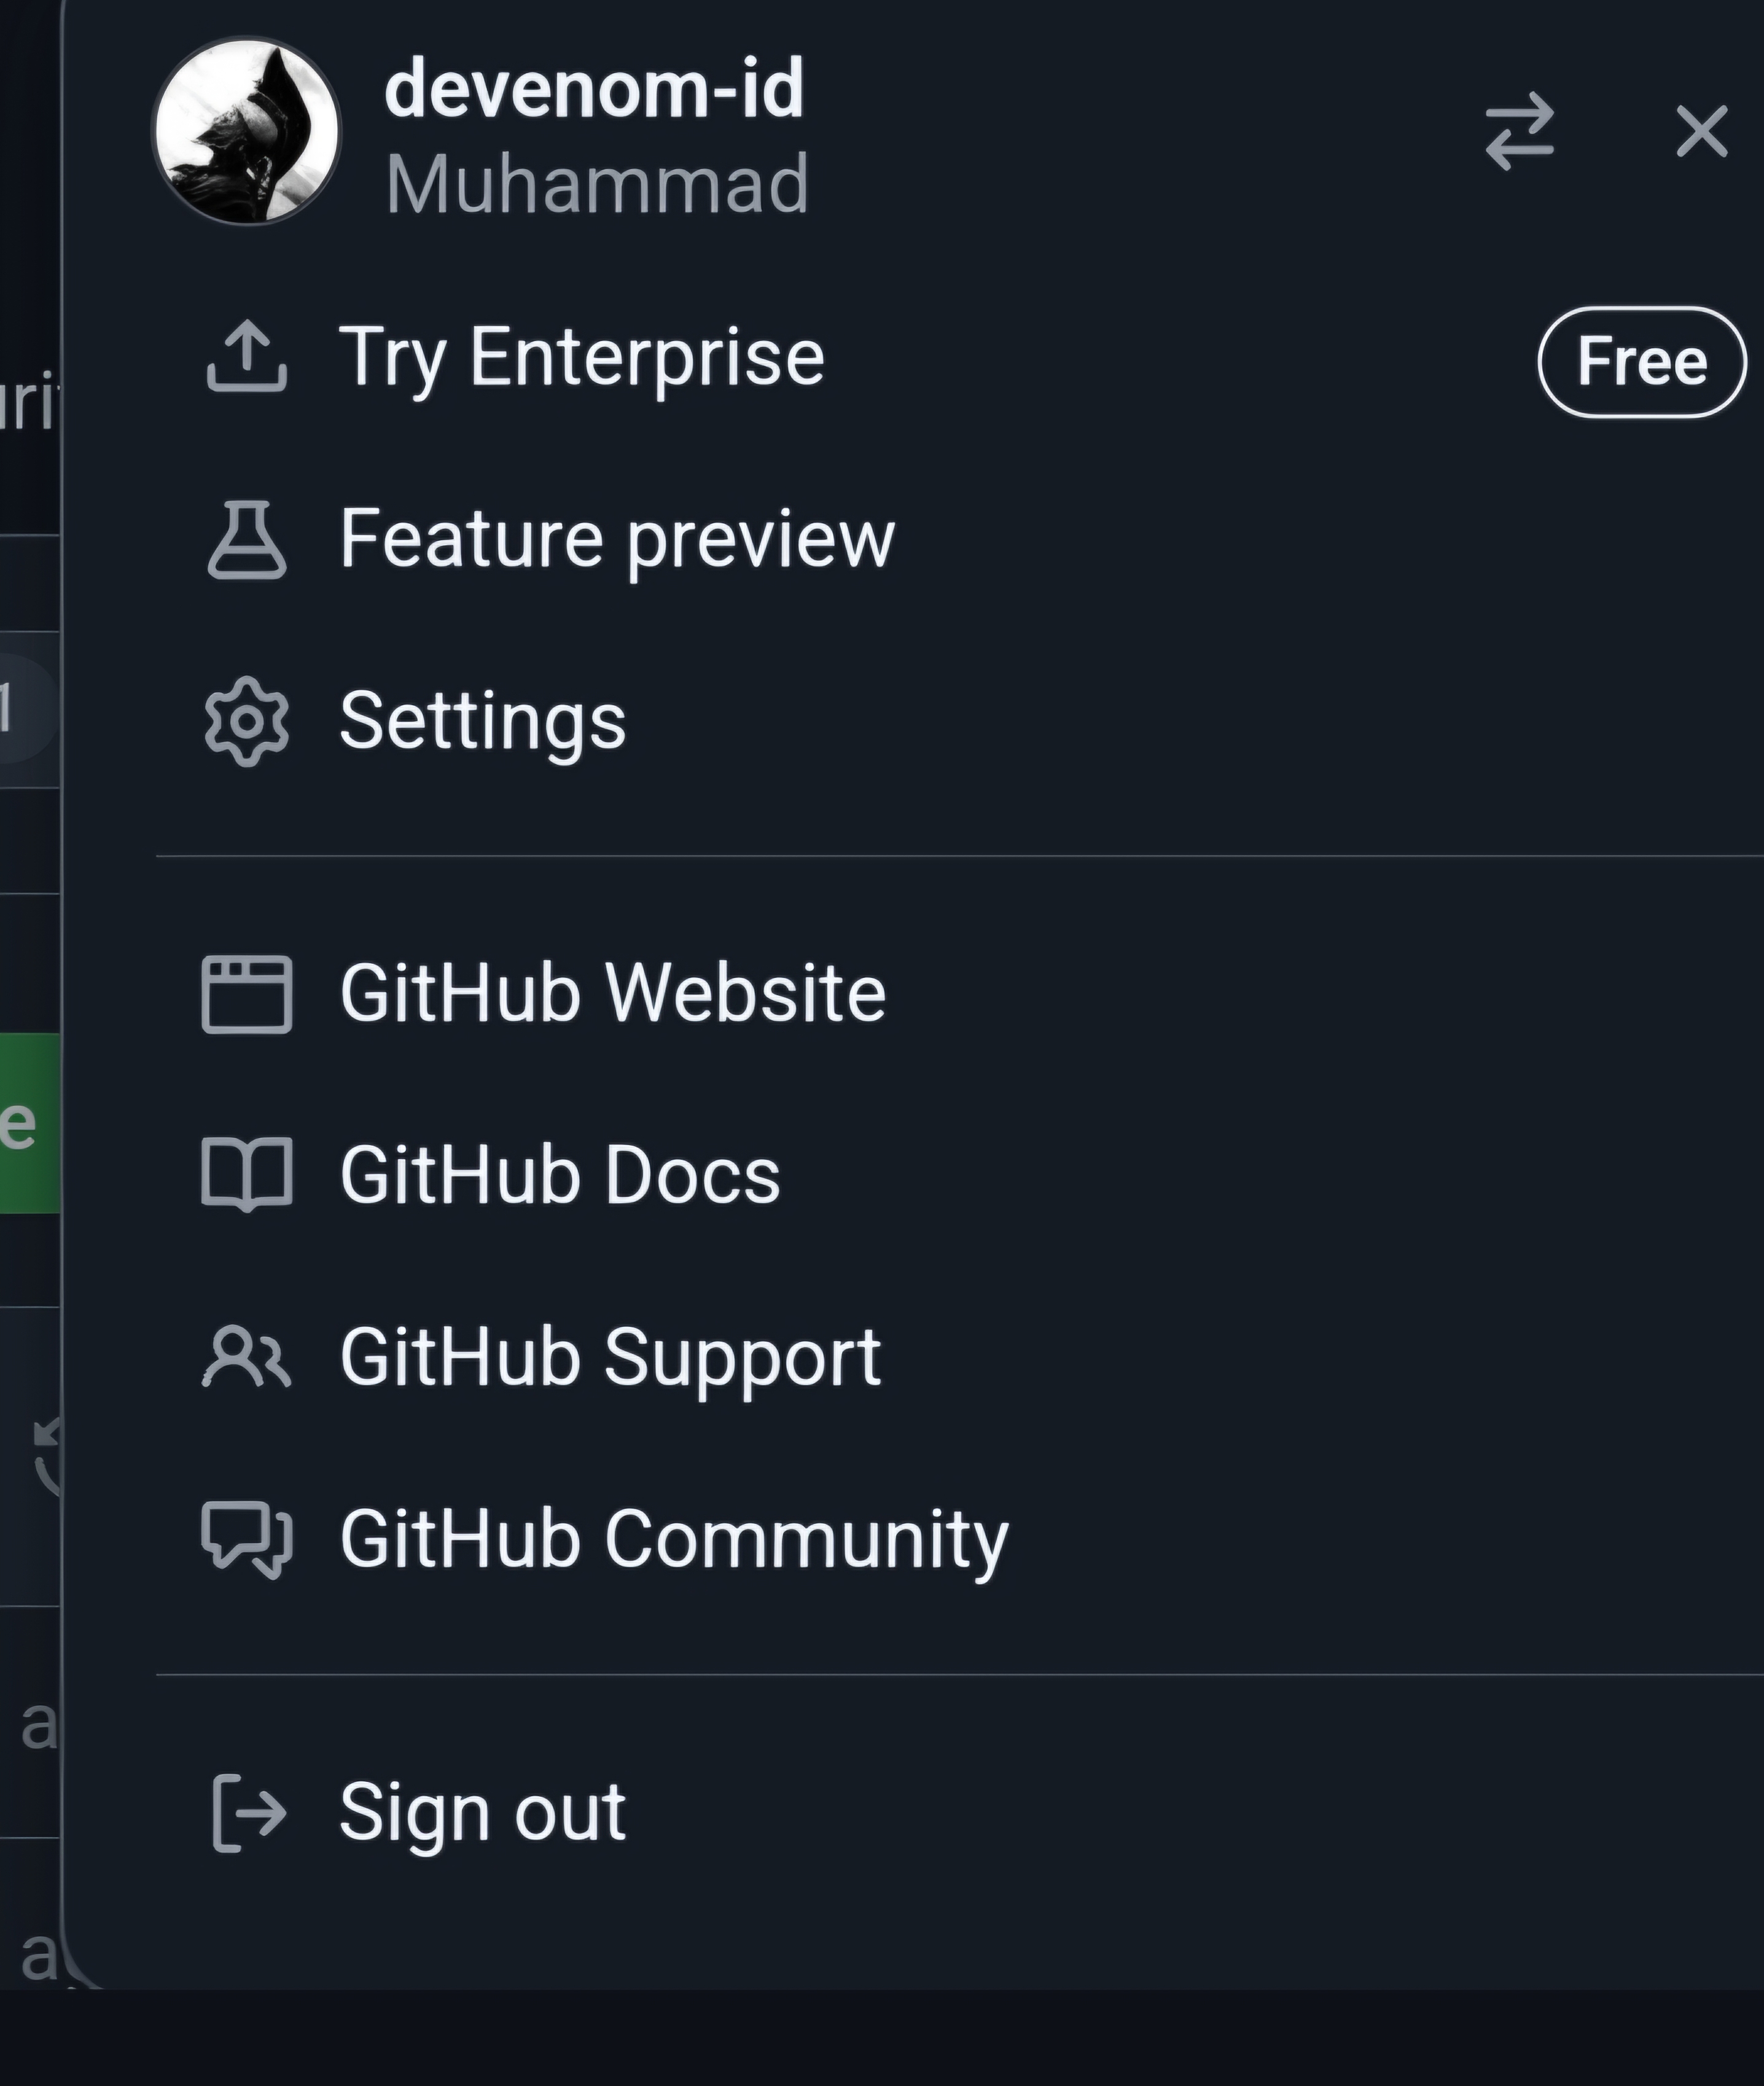 devenom-id
Muhammad
Try Enterprise
Free
Feature preview
Settings
1
GitHub Website
e
GitHub Docs
GitHub Support
GitHub Community
a
Sign out
a